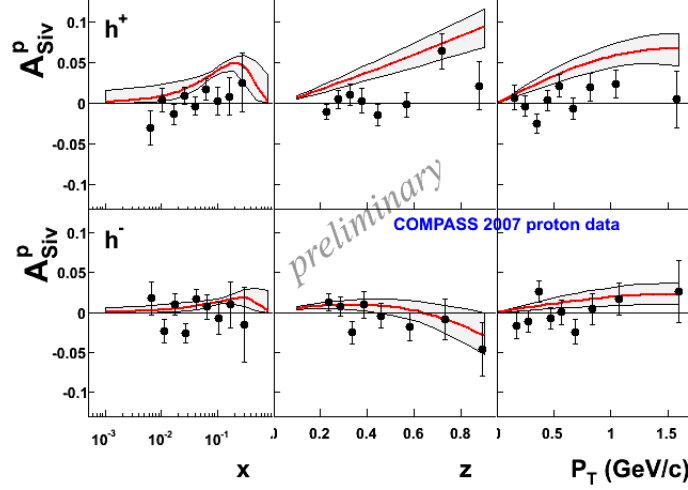 A^p_Siv
h^+
0.1
0.05
0
-0.05
-0.1
preliminary
COMPASS 2007 proton data
A^p_Siv
h^-
0.1
0.05
0
-0.05
-0.1
10^-3 10^-2 10^-1
0.2 0.4 0.6 0.8
0.5 1 1.5
x
z
P_T (GeV/c)